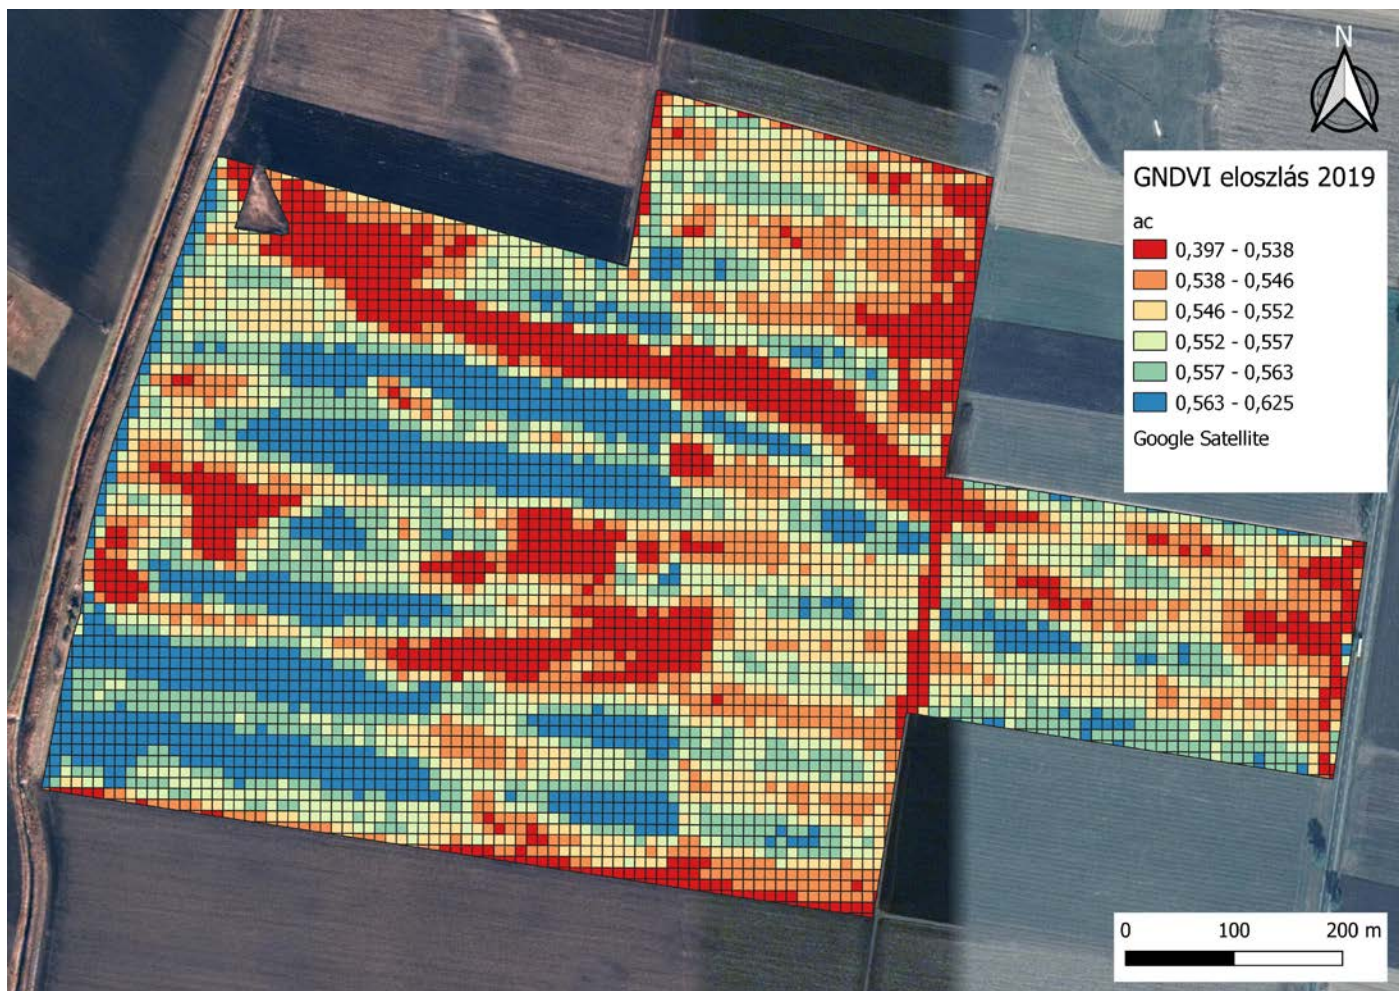 N
GNDVI eloszlás 2019
ac
0,397 - 0,538
0,538 - 0,546
0,546 - 0,552
0,552 - 0,557
0,557 - 0,563
0,563 - 0,625
Google Satellite
0 100 200 m